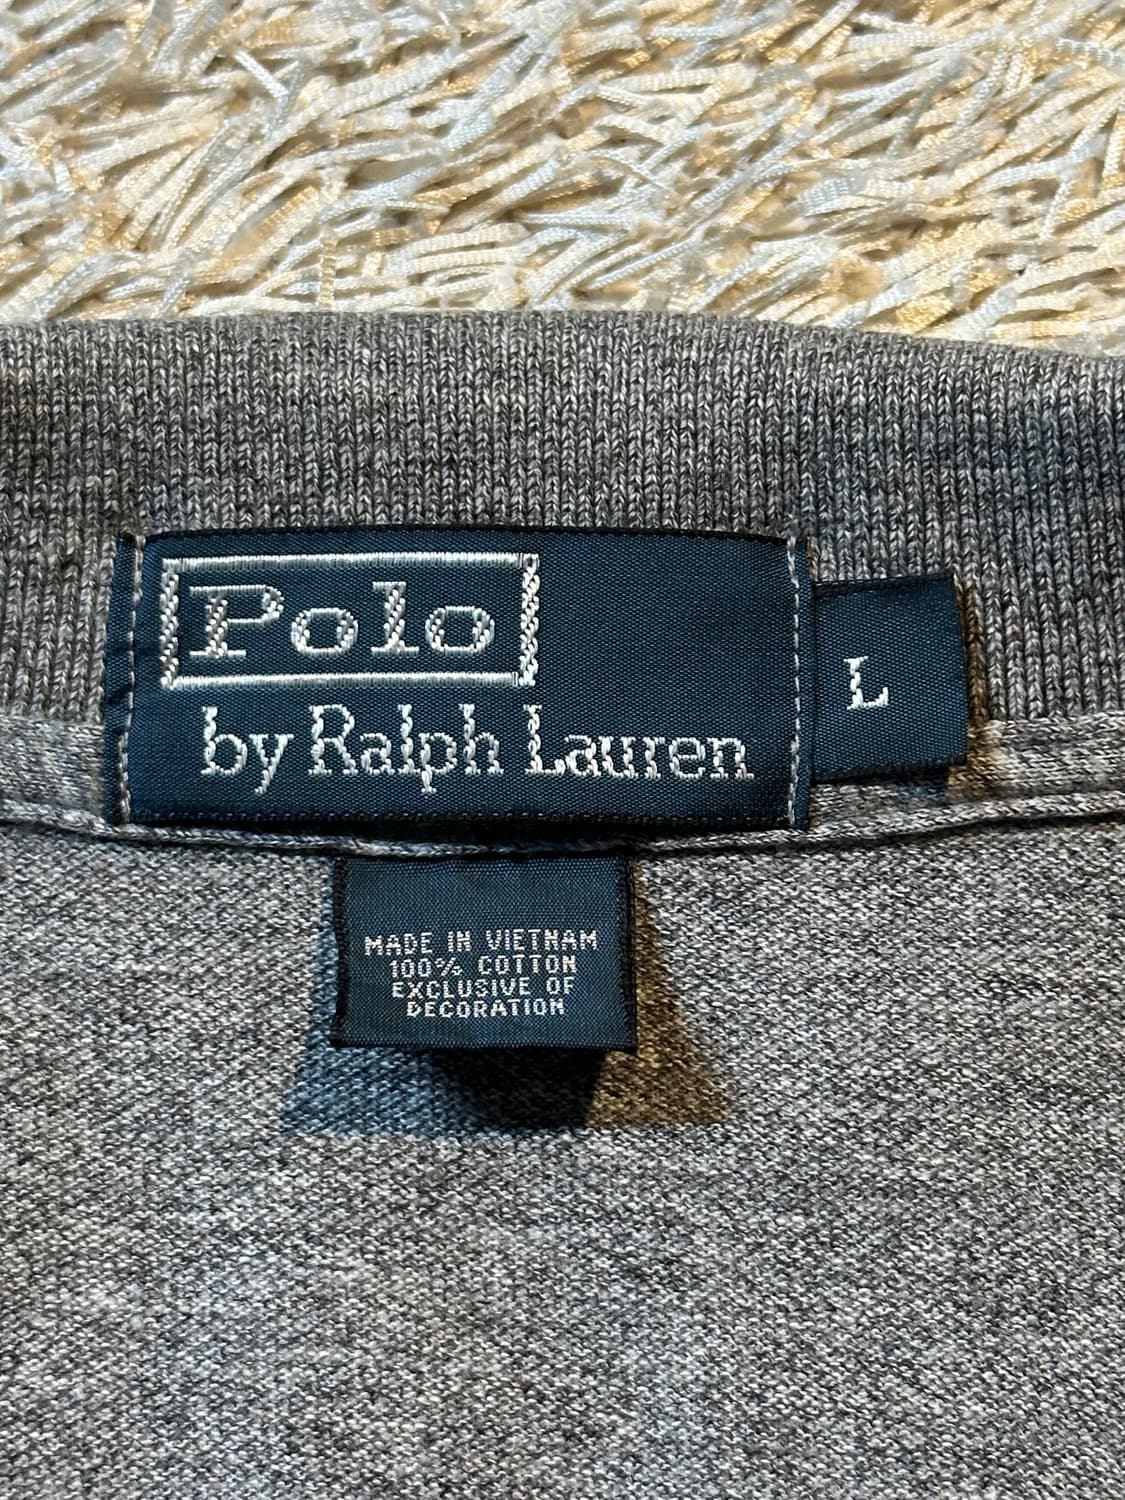 Polo
by Ralph Lauren
L
MADE IN VIETNAM
100% COTTON
EXCLUSIVE OF
DECORATION